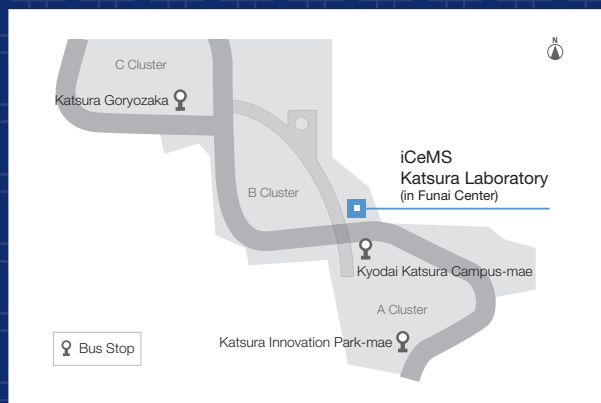 N
C Cluster
Katsura Goryozaka
iCeMS
Katsura Laboratory
(in Funai Center)
B Cluster
Kyodai Katsura Campus-mae
A Cluster
Katsura Innovation Park-mae
Bus Stop